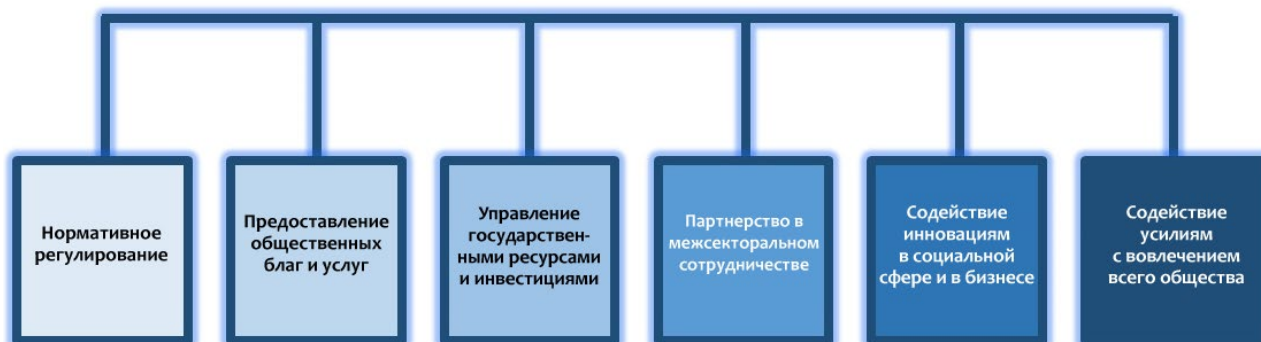 Нормативное
регулирование
Предоставление
общественных
благ и услуг
Управление
государствен-
ными ресурсами
и инвестициями
Партнерство в
межсекторальном
сотрудничестве
Содействие
инновациям
в социальной
сфере и в бизнесе
Содействие
усилиям
с вовлечением
всего общества